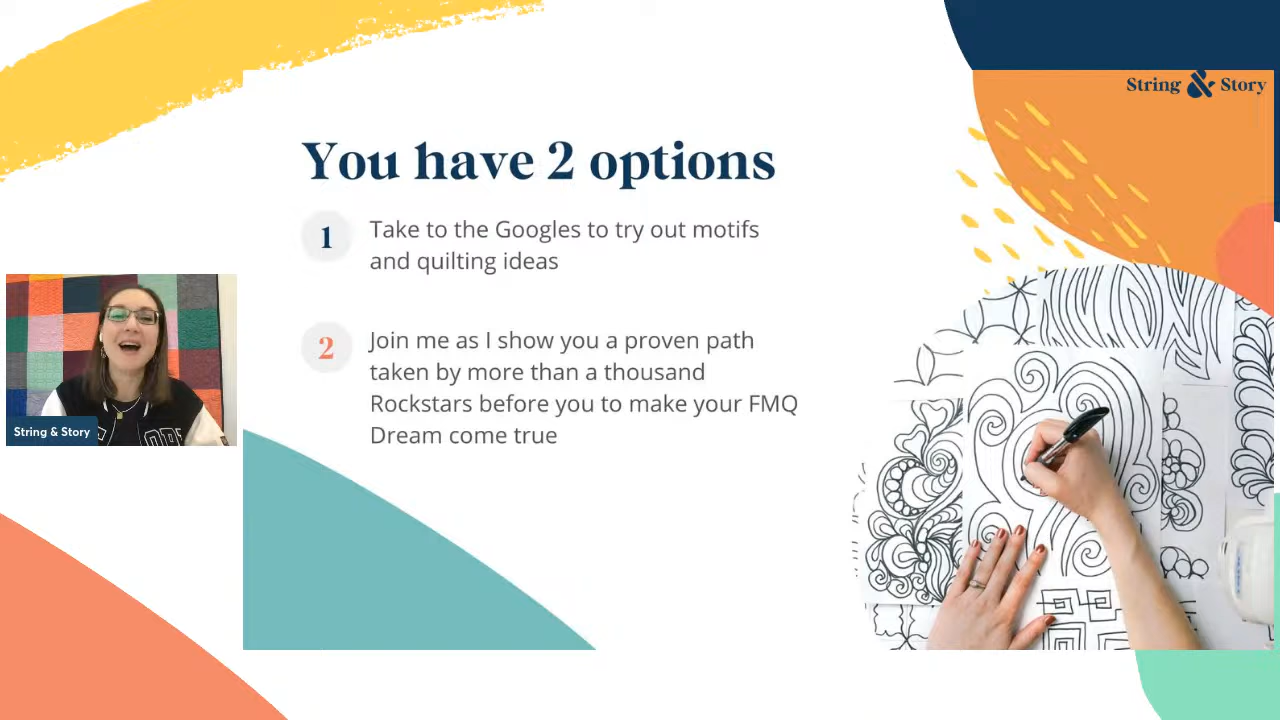 String & Story
You have 2 options
1
Take to the Googles to try out motifs
and quilting ideas
2
Join me as I show you a proven path
taken by more than a thousand
Rockstars before you to make your FMQ
Dream come true
String & Story